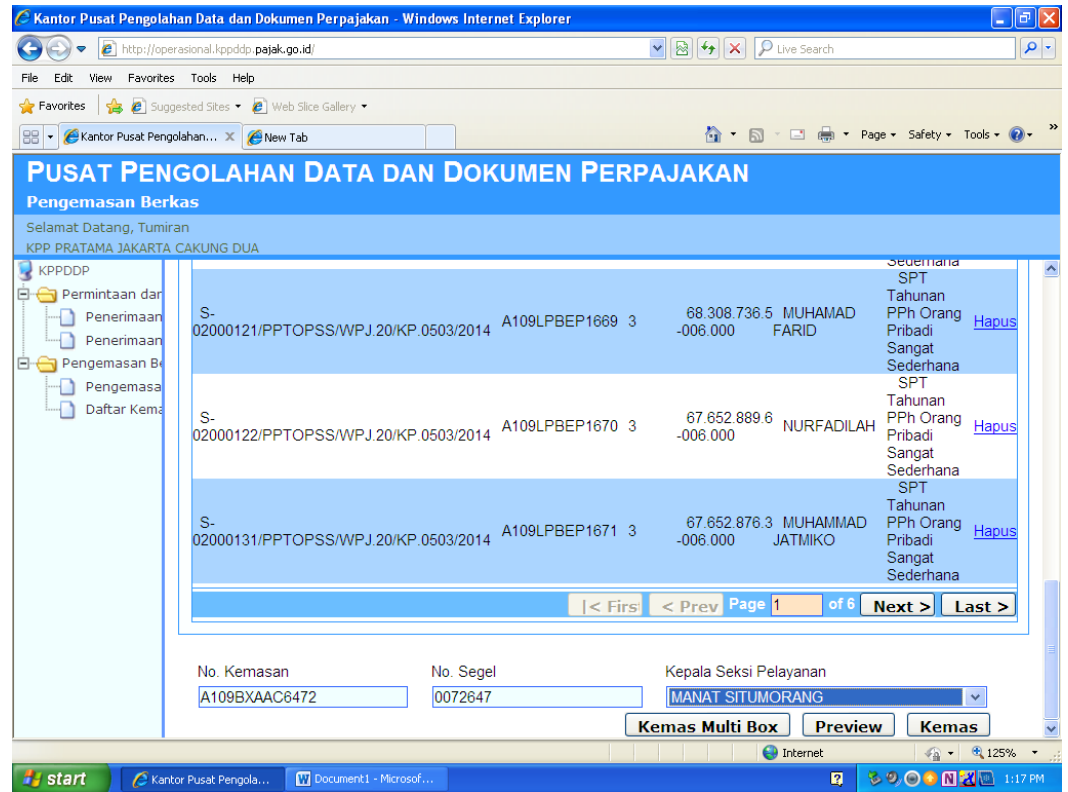 Kantor Pusat Pengolahan Data dan Dokumen Perpajakan - Windows Internet Explorer
http://operasional.kppddp.pajak.go.id/
Live Search
File Edit View Favorites Tools Help
Favorites Suggested Sites Web Slice Gallery
Kantor Pusat Pengolahan... New Tab Page Safety Tools
PUSAT PENGOLAHAN DATA DAN DOKUMEN PERPAJAKAN
Pengemasan Berkas
Selamat Datang, Tumiran
KPP PRATAMA JAKARTA CAKUNG DUA
KPPDDP
Permintaan dan
Penerimaan
Penerimaan
Pengemasan Be
Pengemasa
Daftar Kema
Sederhana
S-
02000121/PPTOPSS/WPJ.20/KP.0503/2014 A109LPBEP1669 3 68.308.736.5
-006.000 MUHAMAD
FARID SPT
Tahunan
PPh Orang
Pribadi
Sangat
Sederhana Hapus
S-
02000122/PPTOPSS/WPJ.20/KP.0503/2014 A109LPBEP1670 3 67.652.889.6
-006.000 NURFADILAH SPT
Tahunan
PPh Orang
Pribadi
Sangat
Sederhana Hapus
S-
02000131/PPTOPSS/WPJ.20/KP.0503/2014 A109LPBEP1671 3 67.652.876.3
-006.000 MUHAMMAD
JATMIKO SPT
Tahunan
PPh Orang
Pribadi
Sangat
Sederhana Hapus
|< Firs < Prev Page 1 of 6 Next > Last >
No. Kemasan No. Segel Kepala Seksi Pelayanan
A109BXAAC6472 0072647 MANAT SITUMORANG
Kemas Multi Box Preview Kemas
Internet 125%
start Kantor Pusat Pengola... Document1 - Microsof... 1:17 PM